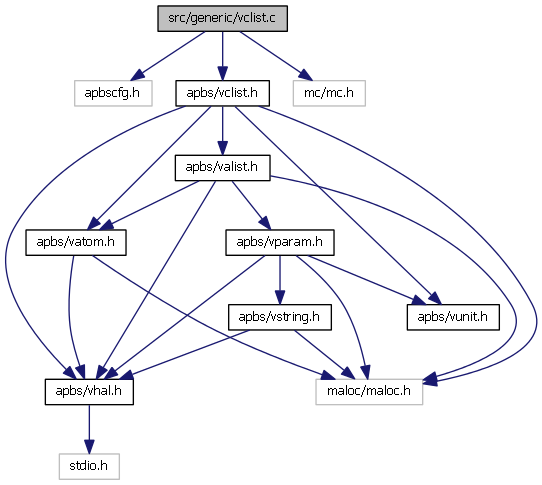 src/generic/vclist.c
apbscfg.h
apbs/vclist.h
mc/mc.h
apbs/valist.h
apbs/vatom.h
apbs/vparam.h
apbs/vstring.h
apbs/vunit.h
apbs/vhal.h
maloc/maloc.h
stdio.h